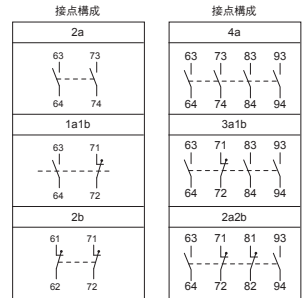 接点構成
2a
63 73
64 74
1a1b
63 71
64 72
2b
61 71
62 72
接点構成
4a
63 73 83 93
64 74 84 94
3a1b
63 71 83 93
64 72 84 94
2a2b
63 71 81 93
64 72 82 94